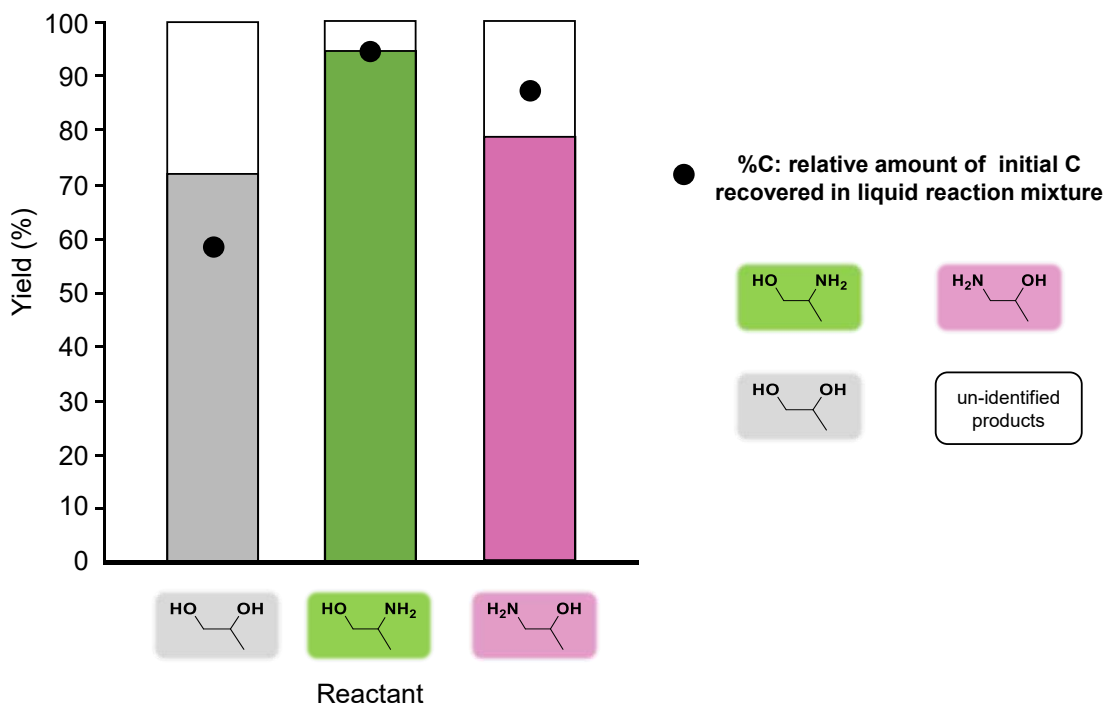 100
90
80
70
60
50
40
30
20
10
0
Yield (%)
%C: relative amount of initial C
recovered in liquid reaction mixture
HO NH₂
H₂N OH
HO OH
un-identified
products
HO OH
HO NH₂
H₂N OH
Reactant